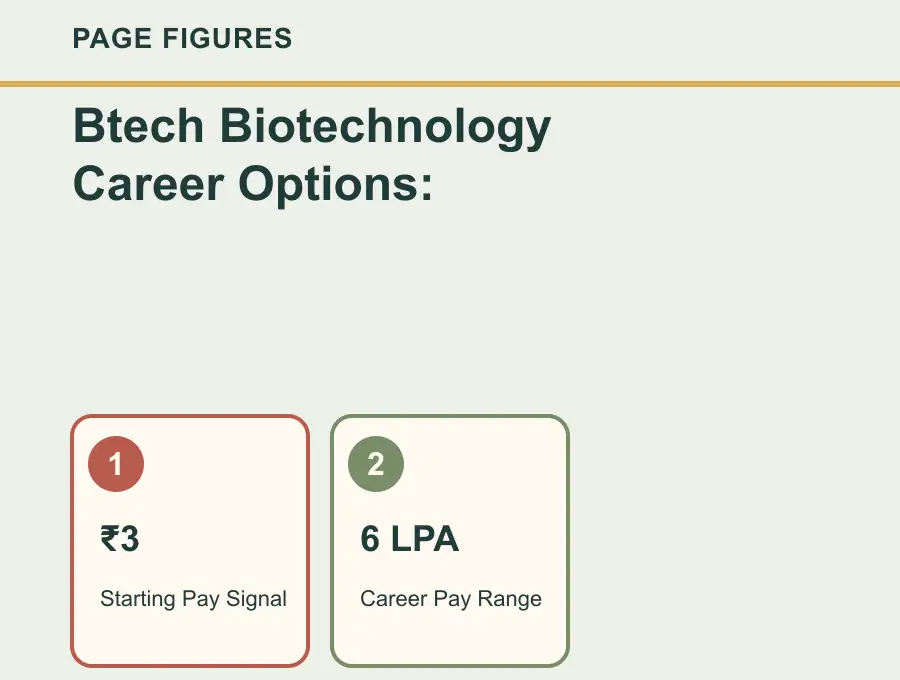 PAGE FIGURES
Btech Biotechnology
Career Options:
1
₹3
Starting Pay Signal
2
6 LPA
Career Pay Range